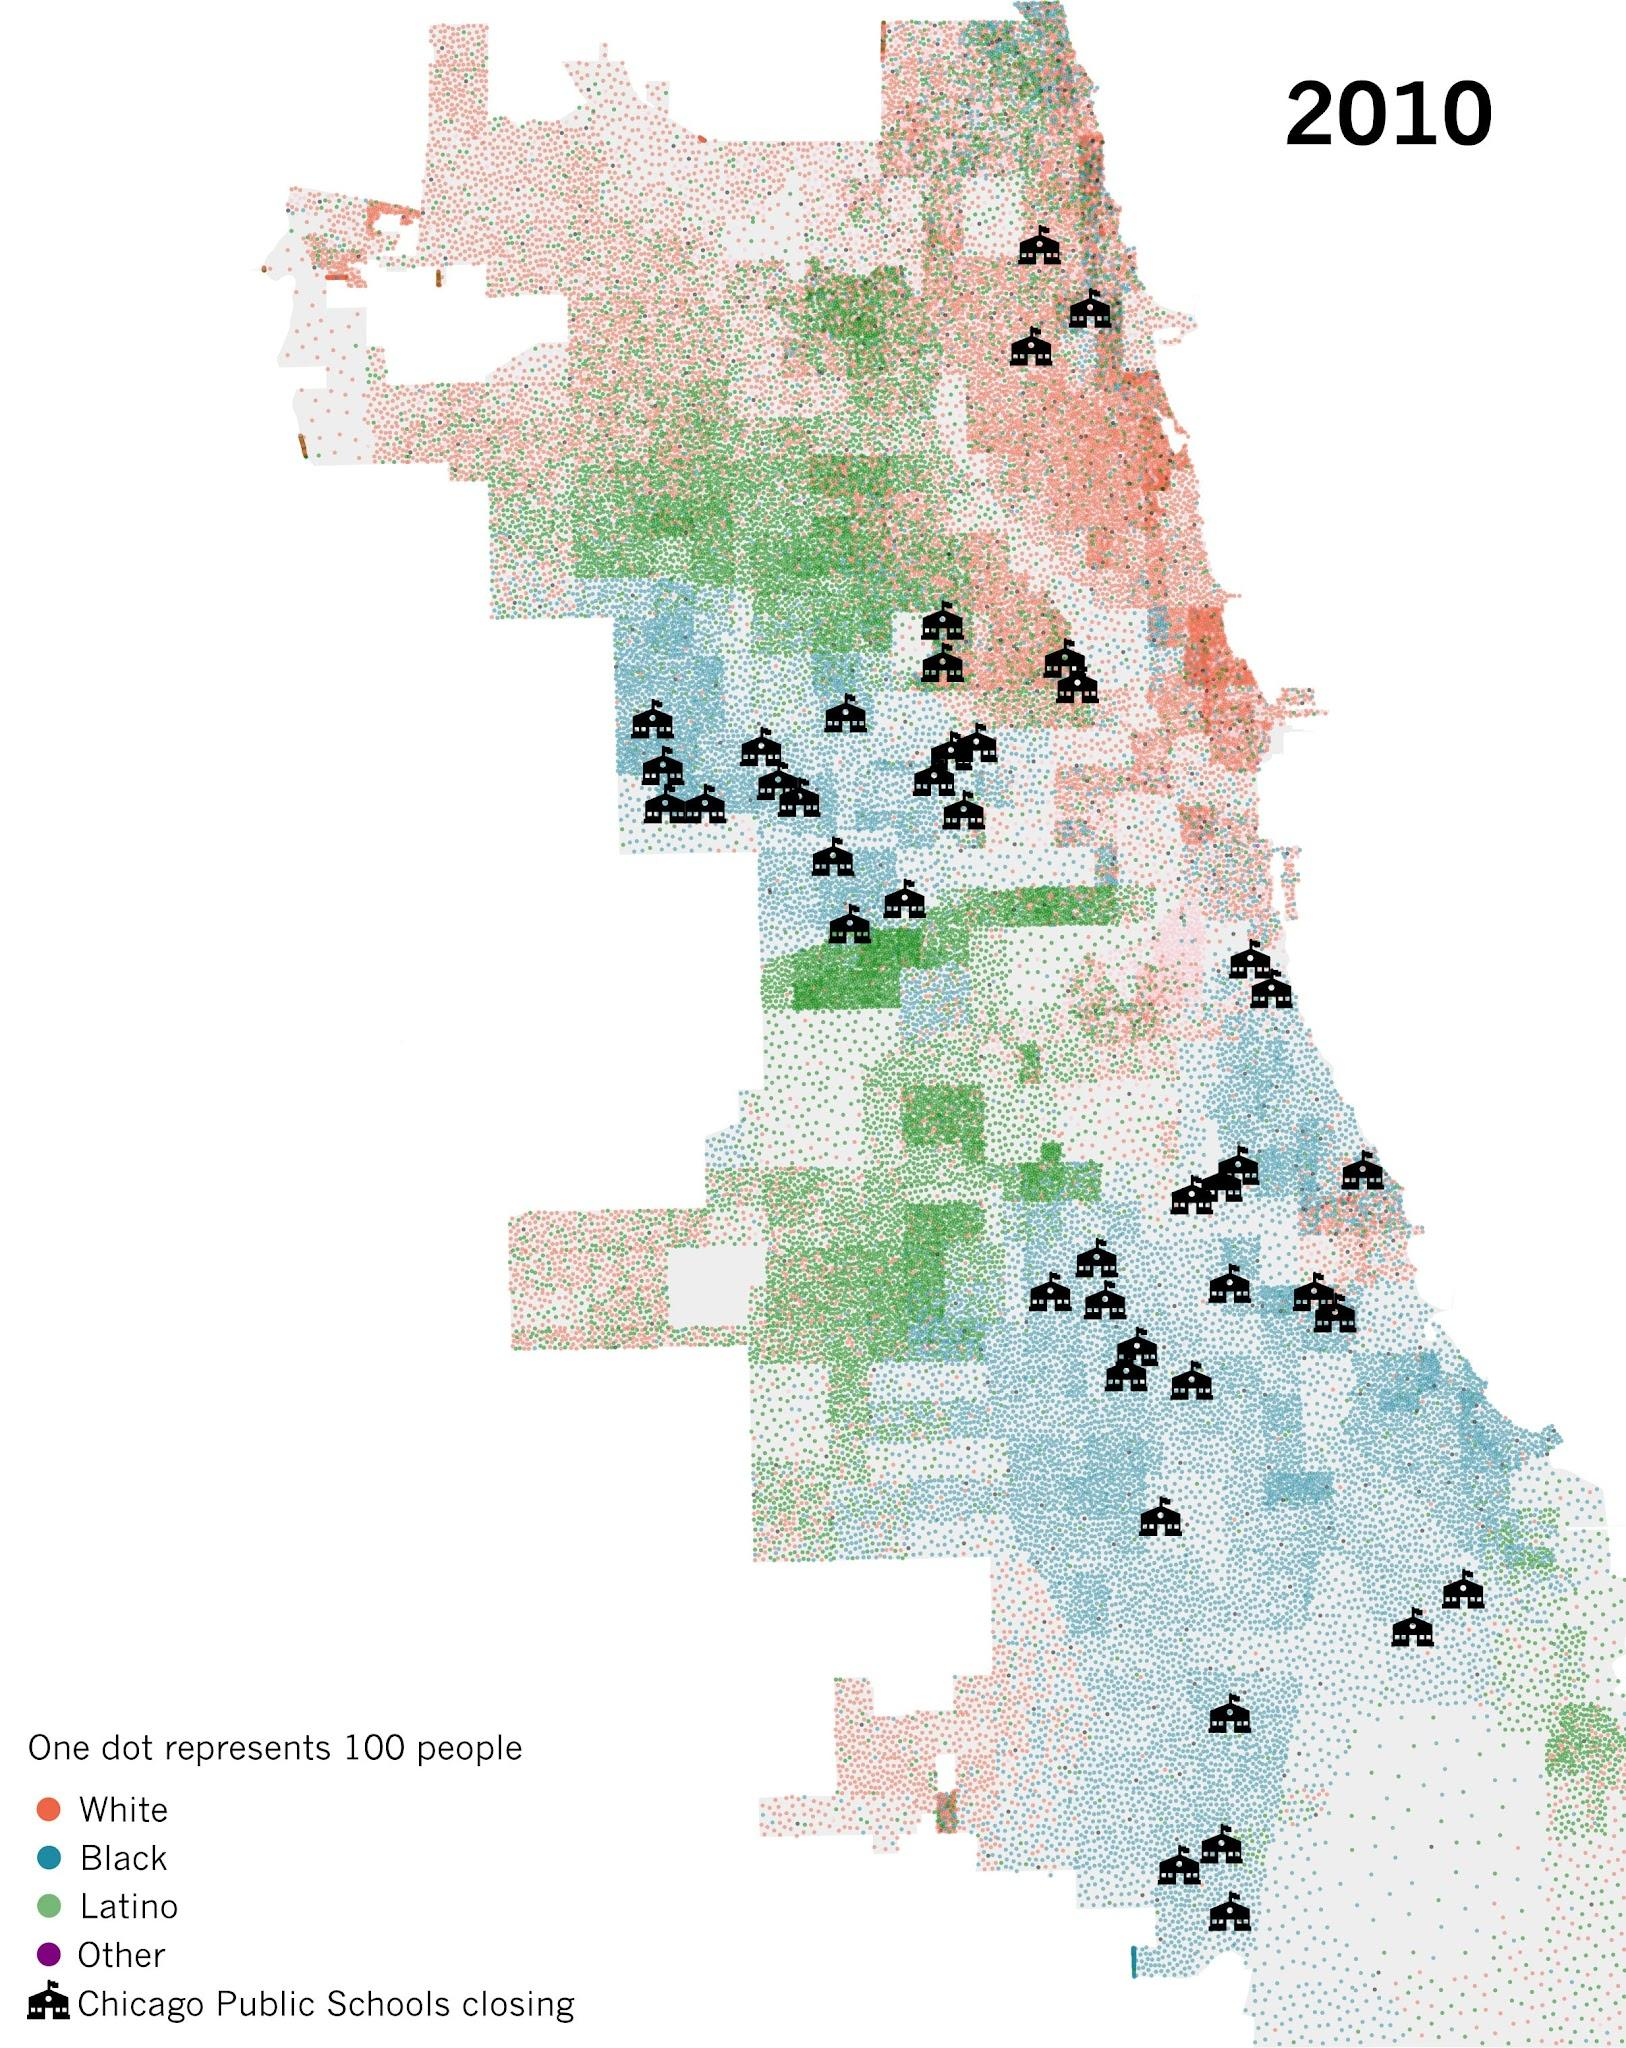 2010
One dot represents 100 people
White
Black
Latino
Other
Chicago Public Schools closing